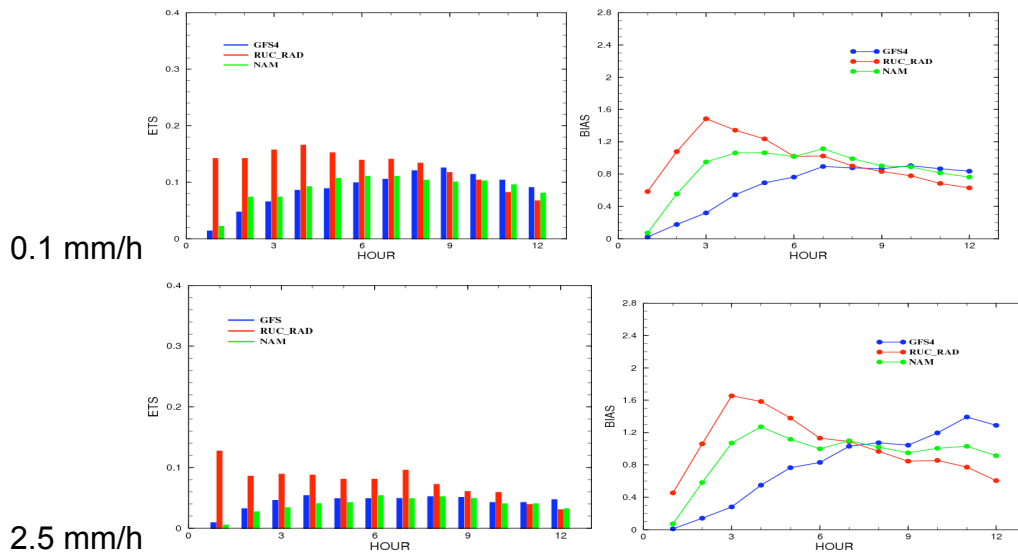 0.4
0.3
0.2
0.1
0
ETS
GFS4
RUC_RAD
NAM
0 3 6 9 12
HOUR
2.8
2.4
2
1.6
1.2
0.8
0.4
0
BIAS
GFS4
RUC_RAD
NAM
0 3 6 9 12
HOUR
0.1 mm/h
0.4
0.3
0.2
0.1
0
ETS
GFS
RUC_RAD
NAM
0 3 6 9 12
HOUR
2.8
2.4
2
1.6
1.2
0.8
0.4
0
BIAS
GFS4
RUC_RAD
NAM
0 3 6 9 12
HOUR
2.5 mm/h